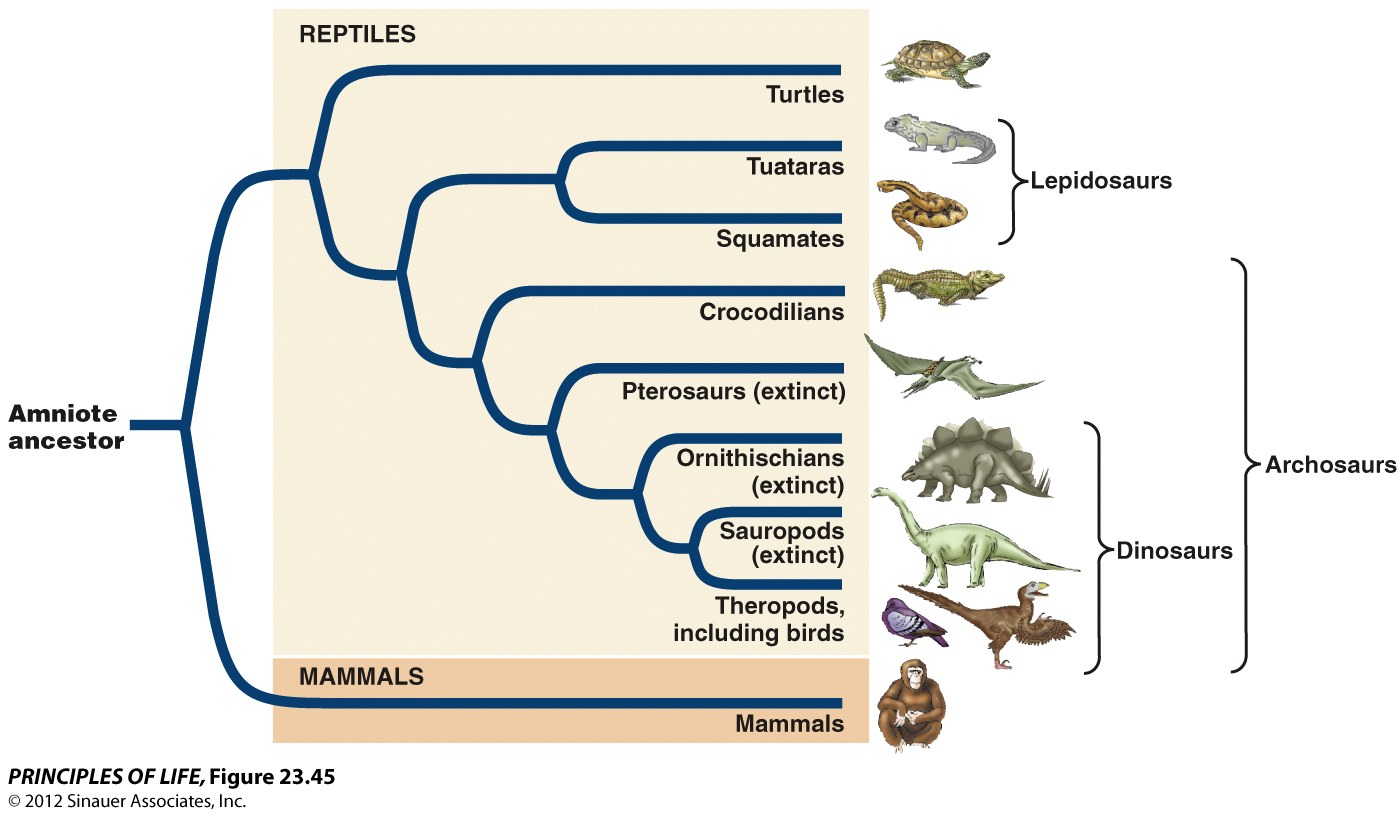 REPTILES
Turtles
Tuataras
Lepidosaurs
Squamates
Crocodilians
Pterosaurs (extinct)
Amniote
ancestor
Ornithischians
(extinct)
Archosaurs
Sauropods
(extinct)
Dinosaurs
Theropods,
including birds
MAMMALS
Mammals
PRINCIPLES OF LIFE, Figure 23.45
© 2012 Sinauer Associates, Inc.